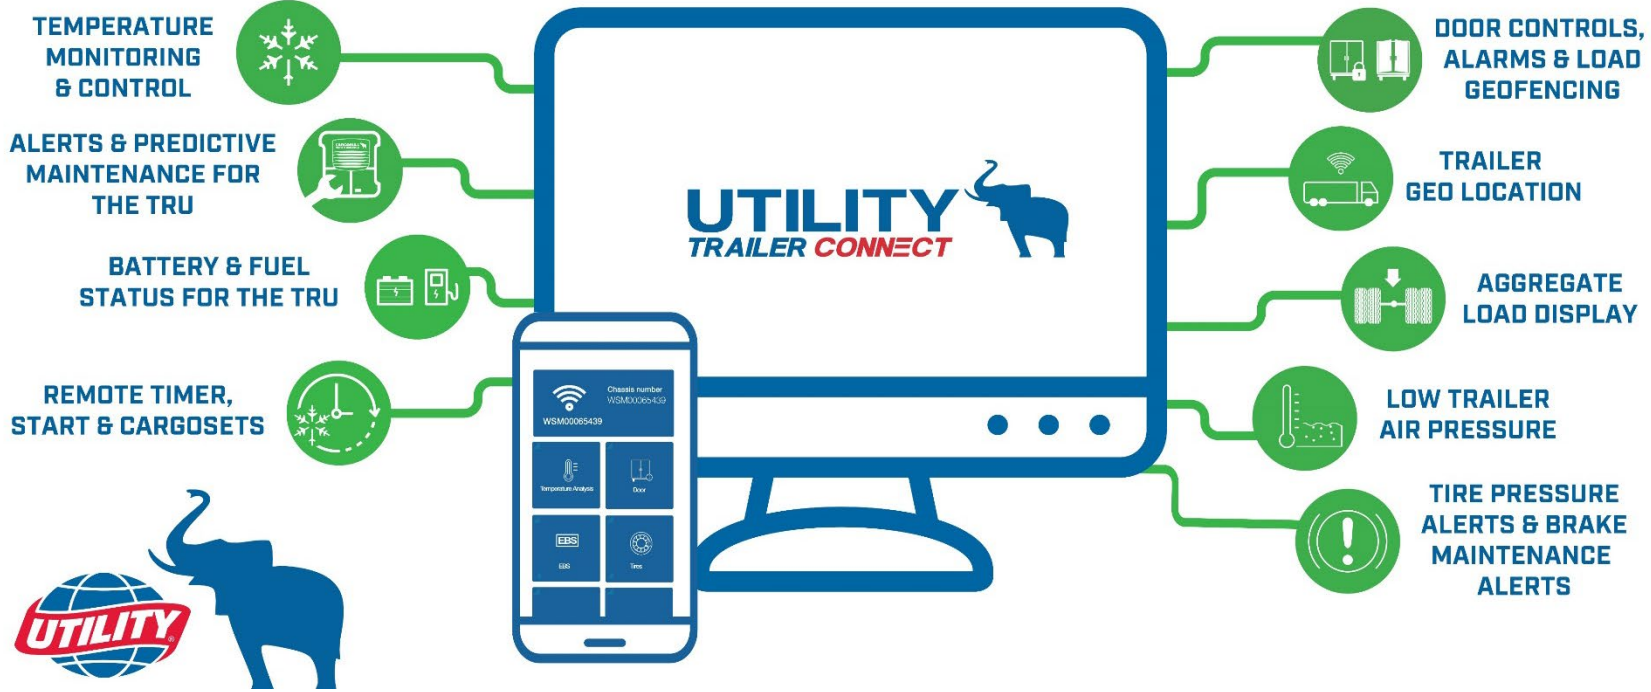 TEMPERATURE
MONITORING
& CONTROL
ALERTS & PREDICTIVE
MAINTENANCE FOR
THE TRU
BATTERY & FUEL
STATUS FOR THE TRU
REMOTE TIMER,
START & CARGOSETS
UTILITY
TRAILER CONNECT
Chassis number
WSM00065439
WSM00065439
Temperature Analysis
Door
EBS
EBS
Tires
DOOR CONTROLS,
ALARMS & LOAD
GEOFENCING
TRAILER
GEO LOCATION
AGGREGATE
LOAD DISPLAY
LOW TRAILER
AIR PRESSURE
TIRE PRESSURE
ALERTS & BRAKE
MAINTENANCE
ALERTS
UTILITY®